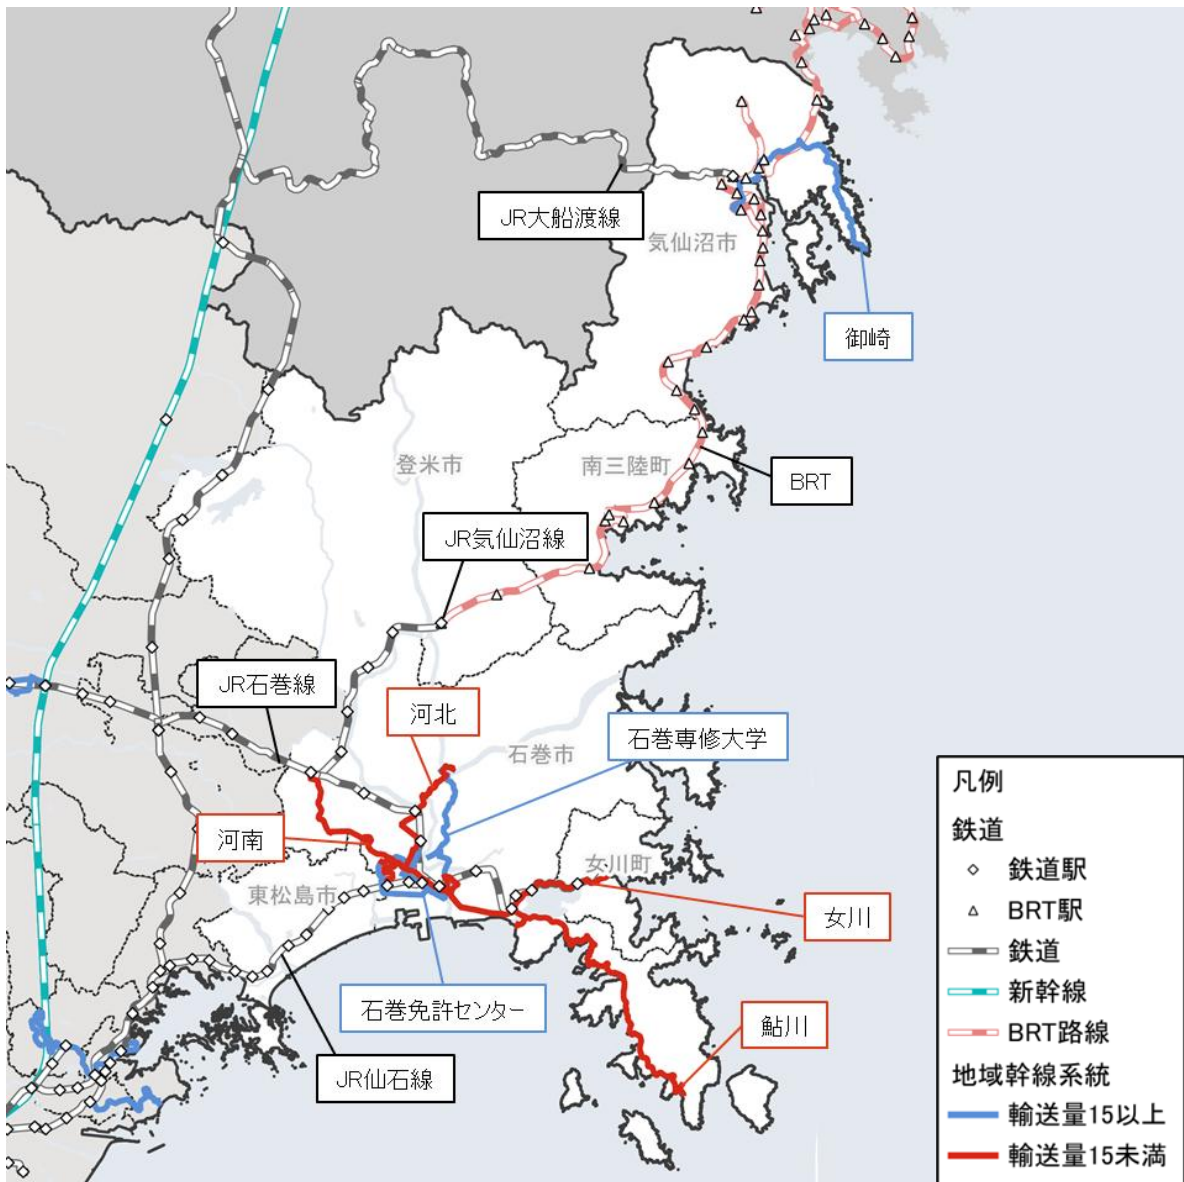 JR大船渡線
気仙沼市
御崎
登米市
南三陸町
BRT
JR気仙沼線
JR石巻線
河北
石巻専修大学
石巻市
河南
女川町
東松島市
女川
石巻免許センター
鮎川
JR仙石線
凡例
鉄道
鉄道駅
BRT駅
鉄道
新幹線
BRT路線
地域幹線系統
輸送量15以上
輸送量15未満